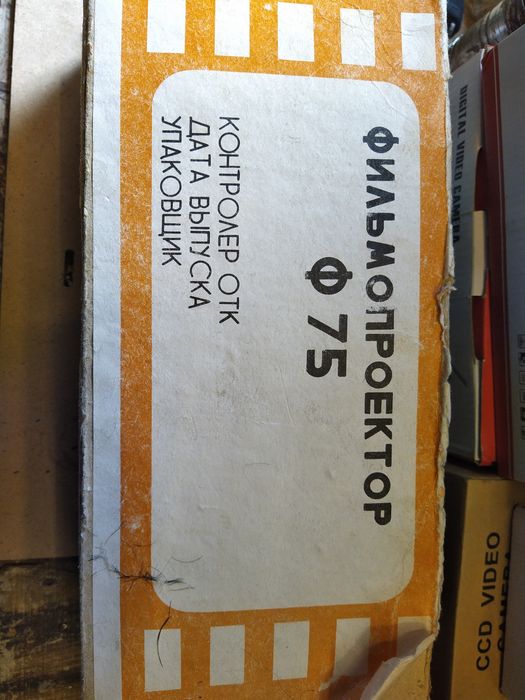 ФИЛЬМОПРОЕКТОР
Ф 75
КОНТРОЛЕР ОТК
ДАТА ВЫПУСКА
УПАКОВЩИК
DIGITAL VIDEO CAMERA
CCD VIDEO
CAMERA